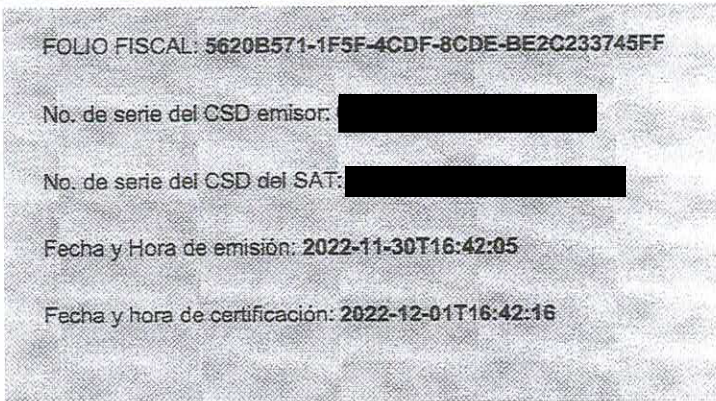 FOLIO FISCAL: 5620B571-1F5F-4CDF-8CDE-BE2C233745FF
No. de serie del CSD emisor:
No. de serie del CSD del SAT:
Fecha y Hora de emisión: 2022-11-30T16:42:05
Fecha y hora de certificación: 2022-12-01T16:42:16